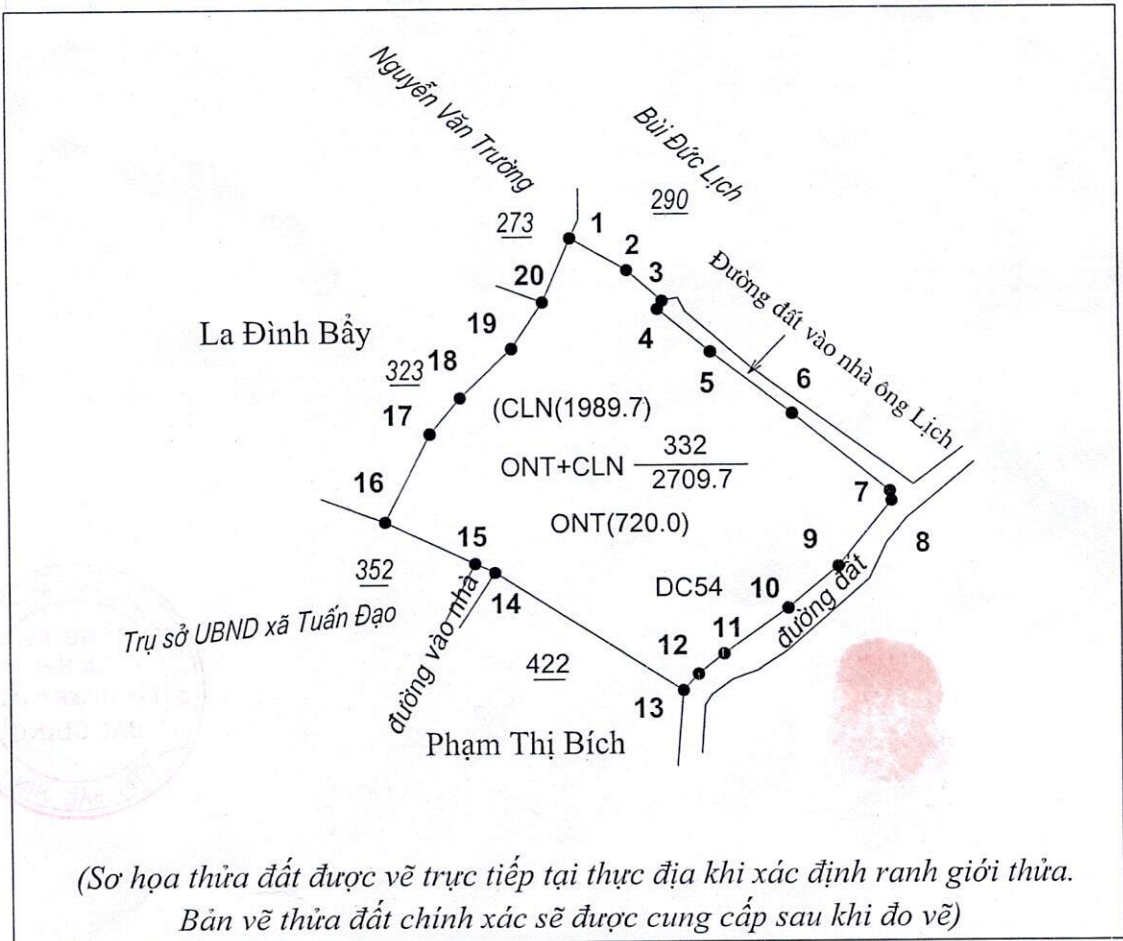 Nguyễn Văn Trường
Bùi Đức Lịch
290
273
1
2
3
Đường đất vào nhà ông Lịch
20
4
La Đình Bẩy
19
18
5
6
323
17
(CLN(1989.7)
332
ONT+CLN
2709.7
7
16
ONT(720.0)
8
9
15
352
14
DC54
10
đường đất
Trụ sở UBND xã Tuấn Đạo
đường vào nhà
11
12
422
13
Phạm Thị Bích
(Sơ họa thửa đất được vẽ trực tiếp tại thực địa khi xác định ranh giới thửa.
Bản vẽ thửa đất chính xác sẽ được cung cấp sau khi đo vẽ)